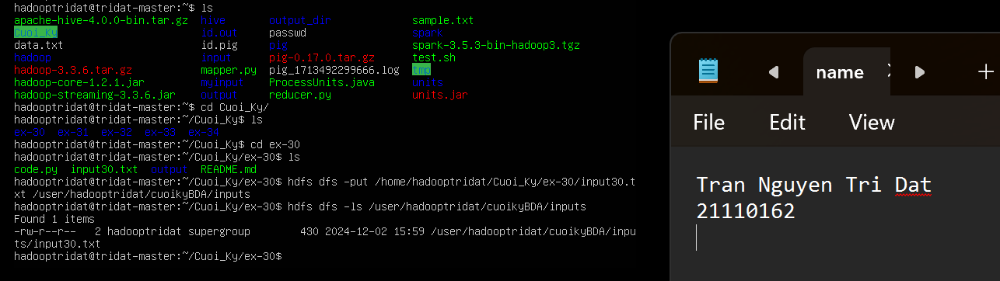 hadooptridat@tridat-master:~$ ls
apache-hive-4.0.0-bin.tar.gz hive output_dir sample.txt
Cuoi_Ky id.out passwd spark
data.txt id.pig pig spark-3.5.3-bin-hadoop3.tgz
hadoop input pig-0.17.0.tar.gz test.sh
hadoop-3.3.6.tar.gz mapper.py pig_1713492299666.log tmp
hadoop-core-1.2.1.jar myinput ProcessUnits.java units
hadoop-streaming-3.3.6.jar output reducer.py units.jar
hadooptridat@tridat-master:~$ cd Cuoi_Ky/
hadooptridat@tridat-master:~/Cuoi_Ky$ ls
ex-30 ex-31 ex-32 ex-33 ex-34
hadooptridat@tridat-master:~/Cuoi_Ky$ cd ex-30
hadooptridat@tridat-master:~/Cuoi_Ky/ex-30$ ls
code.py input30.txt output README.md
hadooptridat@tridat-master:~/Cuoi_Ky/ex-30$ hdfs dfs -put /home/hadooptridat/Cuoi_Ky/ex-30/input30.t
xt /user/hadooptridat/cuoikyBDA/inputs
hadooptridat@tridat-master:~/Cuoi_Ky/ex-30$ hdfs dfs -ls /user/hadooptridat/cuoikyBDA/inputs
Found 1 items
-rw-r--r-- 2 hadooptridat supergroup 430 2024-12-02 15:59 /user/hadooptridat/cuoikyBDA/inpu
ts/input30.txt
hadooptridat@tridat-master:~/Cuoi_Ky/ex-30$
name
File Edit View
Tran Nguyen Tri Dat
21110162